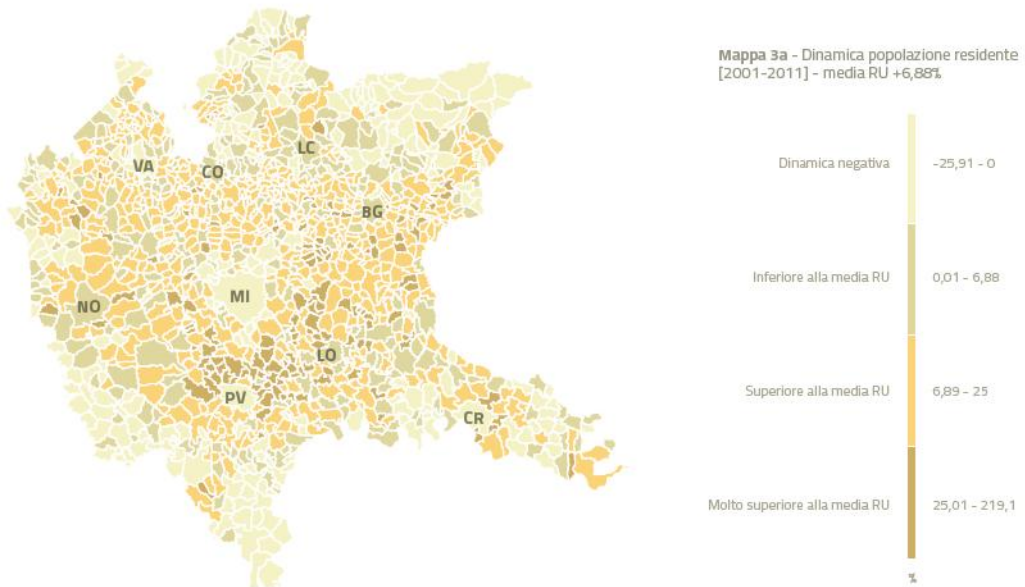 Mappa 3a - Dinamica popolazione residente
[2001-2011] - media RU +6,88%
VA
CO
LC
BG
NO
MI
LO
PV
CR
Dinamica negativa
-25,91 - 0
Inferiore alla media RU
0,01 - 6,88
Superiore alla media RU
6,89 - 25
Molto superiore alla media RU
25,01 - 219,1
%